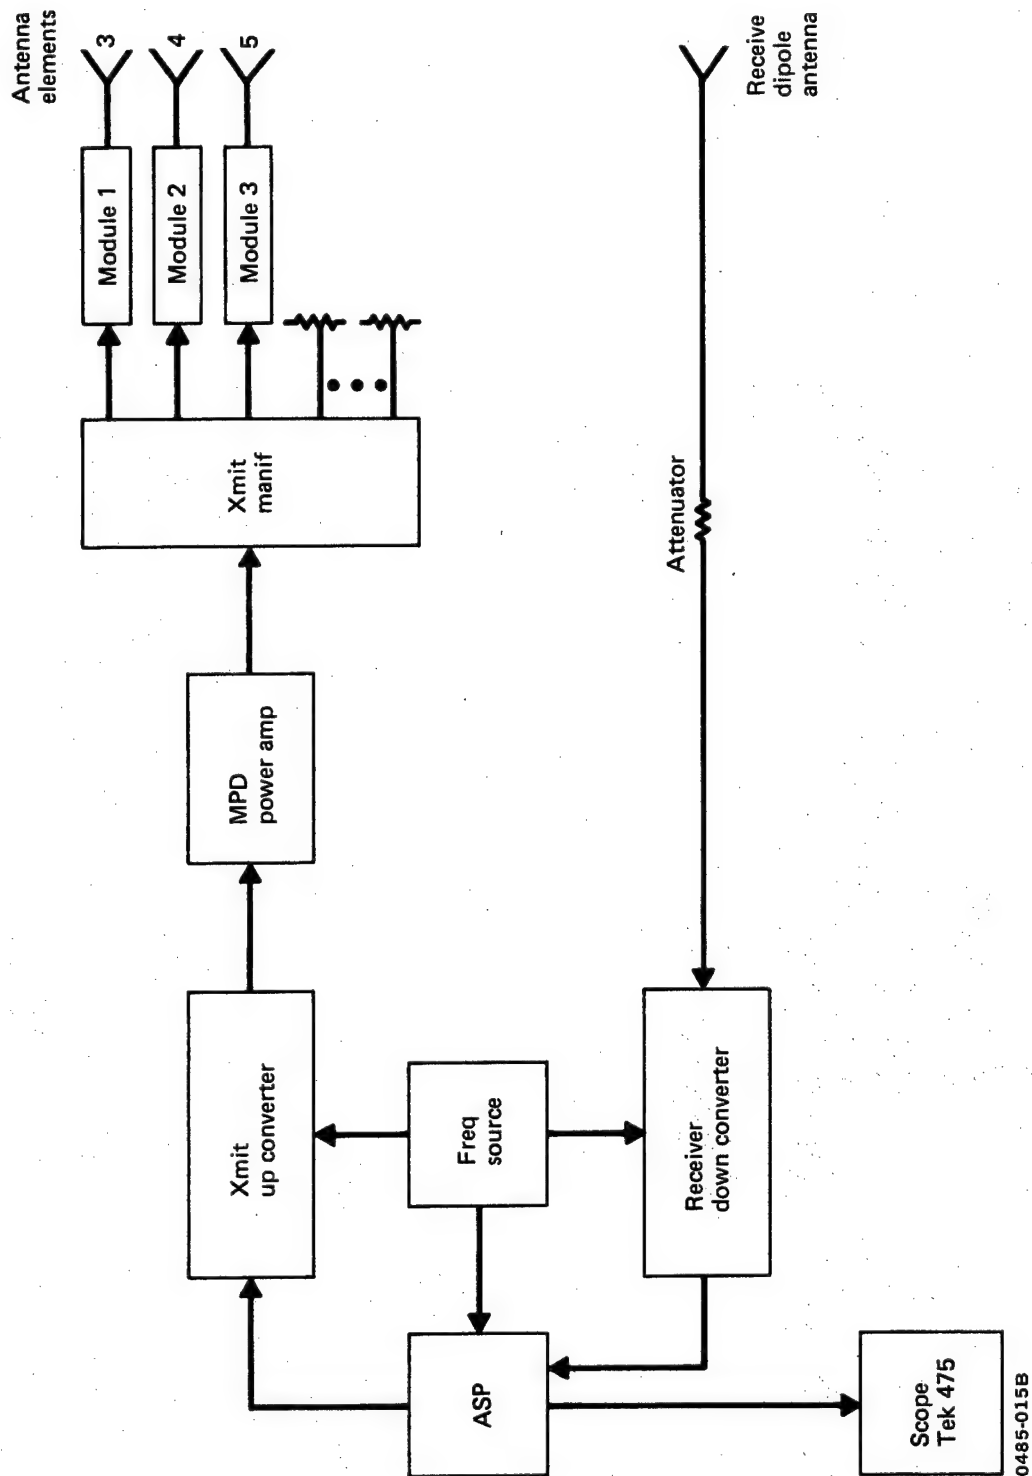 Antenna
elements
3
4
5
Module 1
Module 2
Module 3
Xmit
manif
MPD
power amp
Xmit
up converter
Freq
source
ASP
Receiver
down converter
Attenuator
Receive
dipole
antenna
Scope
Tek 475
0485-015B